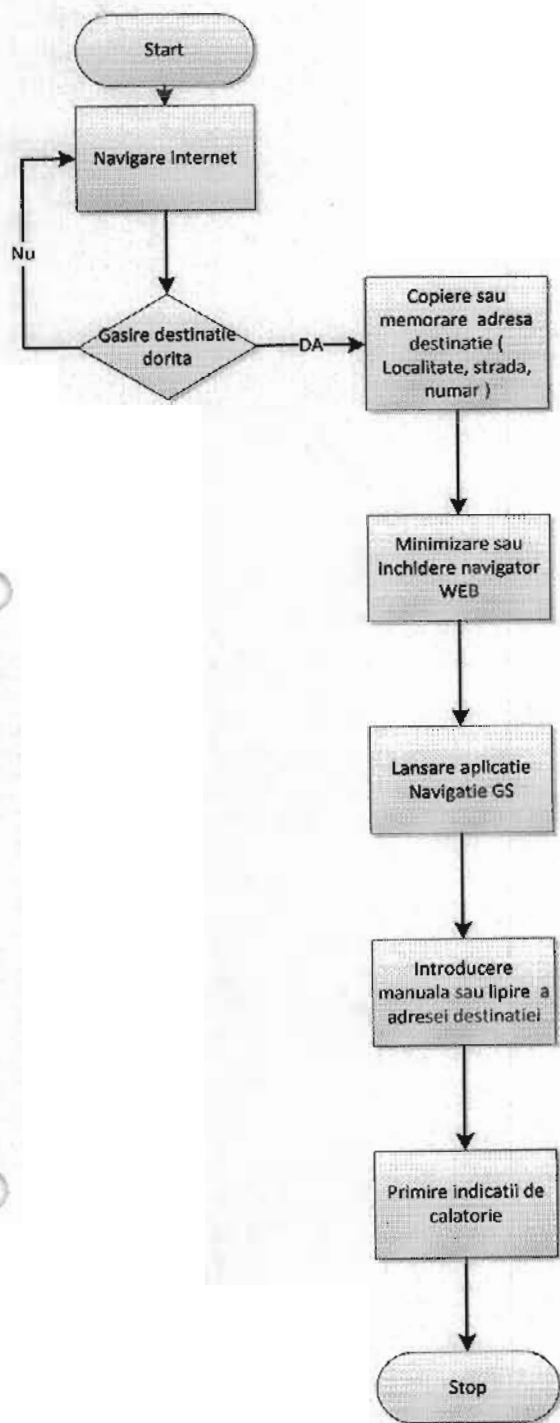 Start
Navigare Internet
Nu
Gasire destinatie
dorita
DA
Copiere sau
memorare adresa
destinatie (
Localitate, strada,
numar )
Minimizare sau
inchidere navigator
WEB
Lansare aplicatie
Navigatie GS
Introducere
manuala sau lipire a
adresei destinatiei
Primire indicatii de
calatorie
Stop